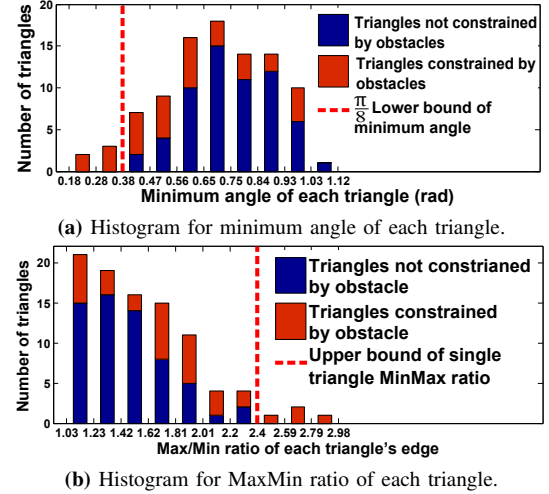 20
15
10
5
0
Number of triangles
Triangles not constrained
by obstacles
Triangles constrained by
obstacles
π/8 Lower bound of
minimum angle
0.18 0.28 0.38 0.47 0.56 0.65 0.75 0.84 0.93 1.03 1.12
Minimum angle of each triangle (rad)
(a) Histogram for minimum angle of each triangle.
20
15
10
5
0
Number of triangles
Triangles not constrianed
by obstacle
Triangles constrained
by obstacle
Upper bound of single
triangle MinMax ratio
1.03 1.23 1.42 1.62 1.81 2.01 2.2 2.4 2.59 2.79 2.98
Max/Min ratio of each triangle's edge
(b) Histogram for MaxMin ratio of each triangle.